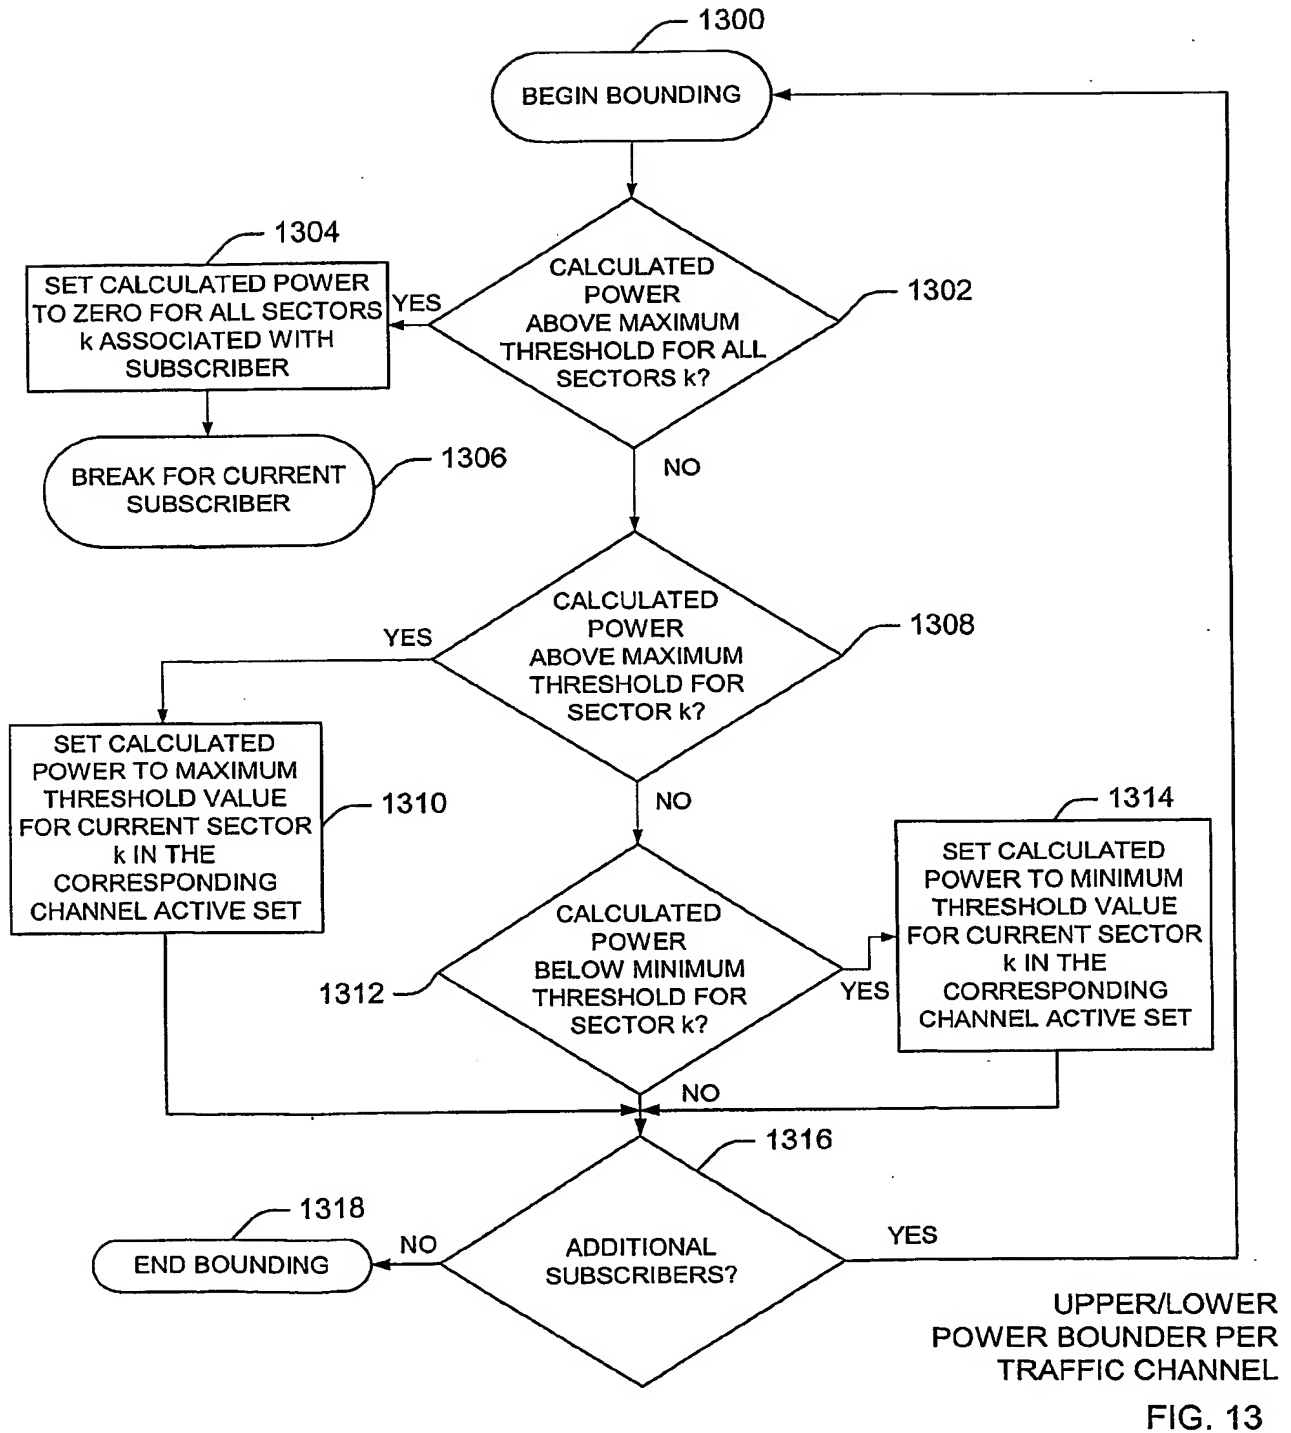 1300
BEGIN BOUNDING
1304
SET CALCULATED POWER
TO ZERO FOR ALL SECTORS
k ASSOCIATED WITH
SUBSCRIBER
YES
CALCULATED
POWER
ABOVE MAXIMUM
THRESHOLD FOR ALL
SECTORS k?
1302
BREAK FOR CURRENT
SUBSCRIBER
1306
NO
CALCULATED
POWER
ABOVE MAXIMUM
THRESHOLD FOR
SECTOR k?
1308
YES
SET CALCULATED
POWER TO MAXIMUM
THRESHOLD VALUE
FOR CURRENT SECTOR
k IN THE
CORRESPONDING
CHANNEL ACTIVE SET
1310
NO
1314
SET CALCULATED
POWER TO MINIMUM
THRESHOLD VALUE
FOR CURRENT SECTOR
k IN THE
CORRESPONDING
CHANNEL ACTIVE SET
CALCULATED
POWER
BELOW MINIMUM
THRESHOLD FOR
SECTOR k?
1312
YES
NO
1316
ADDITIONAL
SUBSCRIBERS?
1318
END BOUNDING
NO
YES
UPPER/LOWER
POWER BOUNDER PER
TRAFFIC CHANNEL
FIG. 13